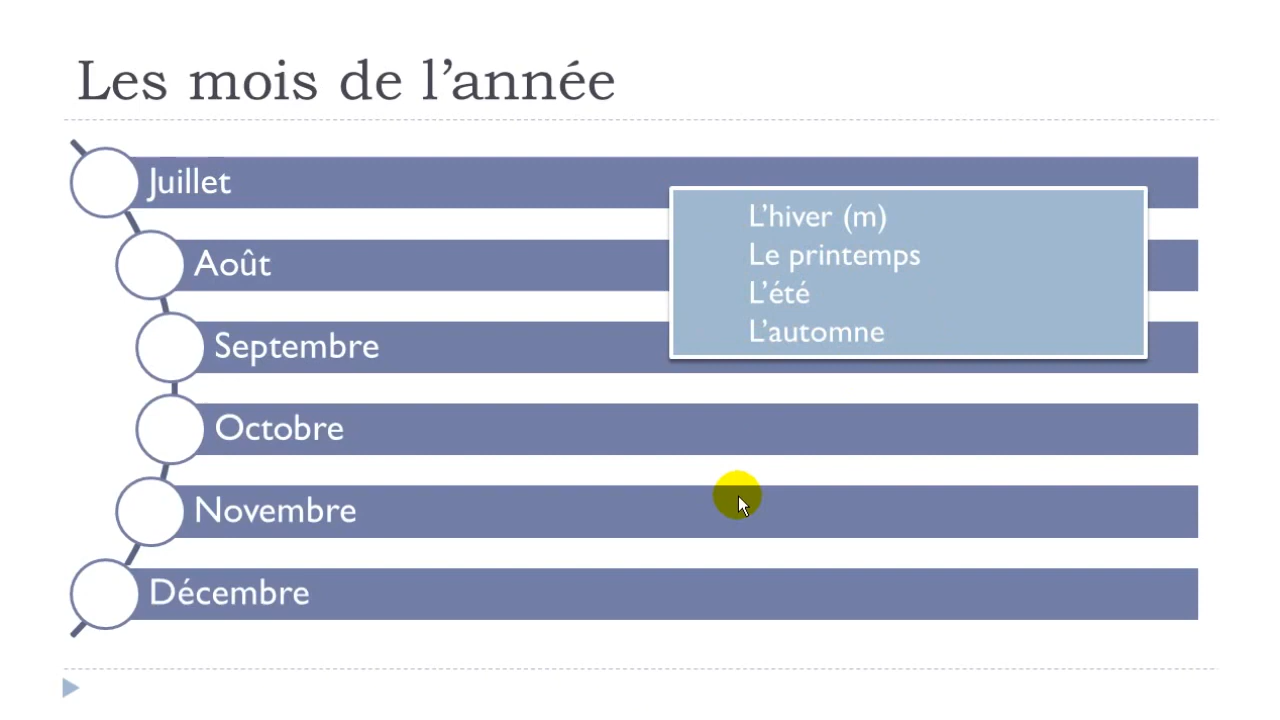 Les mois de l’année
Juillet
Août
Septembre
Octobre
Novembre
Décembre
L’hiver (m)
Le printemps
L’été
L’automne